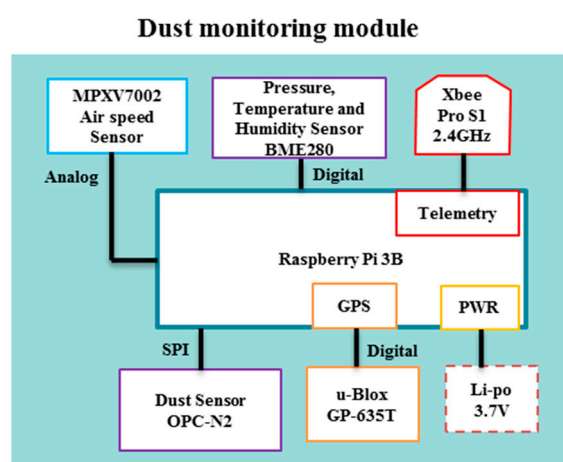 Dust monitoring module
MPXV7002
Air speed
Sensor
Pressure,
Temperature and
Humidity Sensor
BME280
Xbee
Pro S1
2.4GHz
Analog
Digital
Telemetry
Raspberry Pi 3B
GPS
PWR
SPI
Digital
Dust Sensor
OPC-N2
u-Blox
GP-635T
Li-po
3.7V